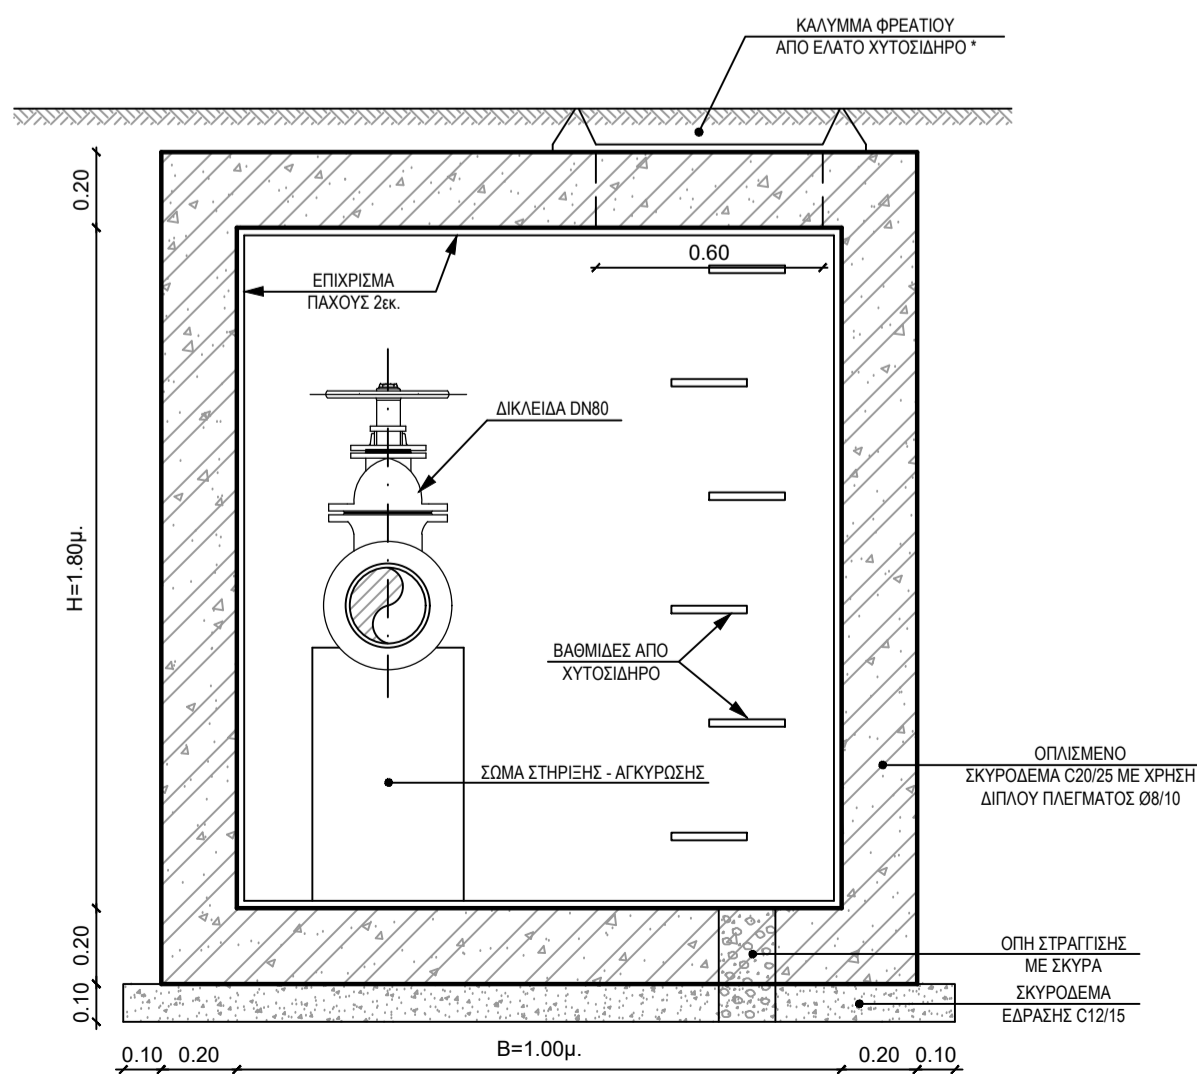 ΚΑΛΥΜΜΑ ΦΡΕΑΤΙΟΥ
ΑΠΟ ΕΛΑΤΟ ΧΥΤΟΣΙΔΗΡΟ *
0.20
0.60
ΕΠΙΧΡΙΣΜΑ
ΠΑΧΟΥΣ 2εκ.
ΔΙΚΛΕΙΔΑ DN80
H=1.80μ.
ΒΑΘΜΙΔΕΣ ΑΠΟ
ΧΥΤΟΣΙΔΗΡΟ
ΣΩΜΑ ΣΤΗΡΙΞΗΣ - ΑΓΚΥΡΩΣΗΣ
ΟΠΛΙΣΜΕΝΟ
ΣΚΥΡΟΔΕΜΑ C20/25 ΜΕ ΧΡΗΣΗ
ΔΙΠΛΟΥ ΠΛΕΓΜΑΤΟΣ Ø8/10
0.20
ΟΠΗ ΣΤΡΑΓΓΙΣΗΣ
ΜΕ ΣΚΥΡΑ
0.10
ΣΚΥΡΟΔΕΜΑ
ΕΔΡΑΣΗΣ C12/15
0.10 0.20 B=1.00μ. 0.20 0.10